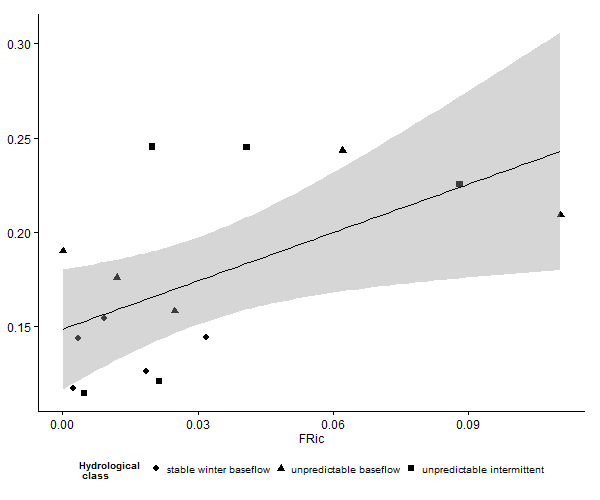 0.30
0.25
0.20
0.15
0.00 0.03 0.06 0.09
FRic
Hydrological
class
stable winter baseflow unpredictable baseflow unpredictable intermittent